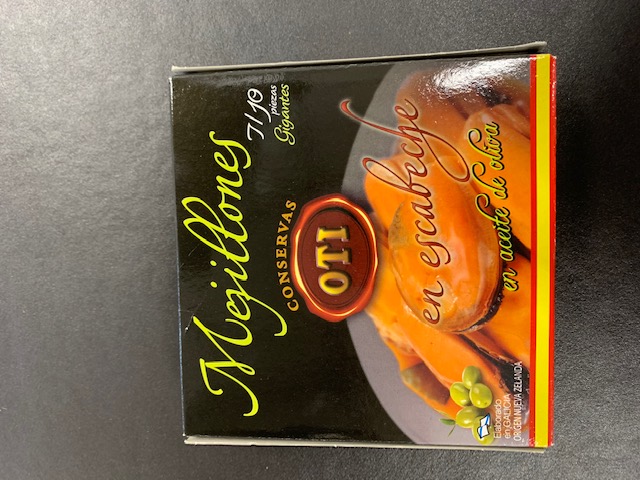 Mejillones
7/10
piezas
Gigantes
CONSERVAS
OTI
en escabeche
en aceite de oliva
Elaborado
en GALICIA
ORIGEN NUEVA ZELANDA